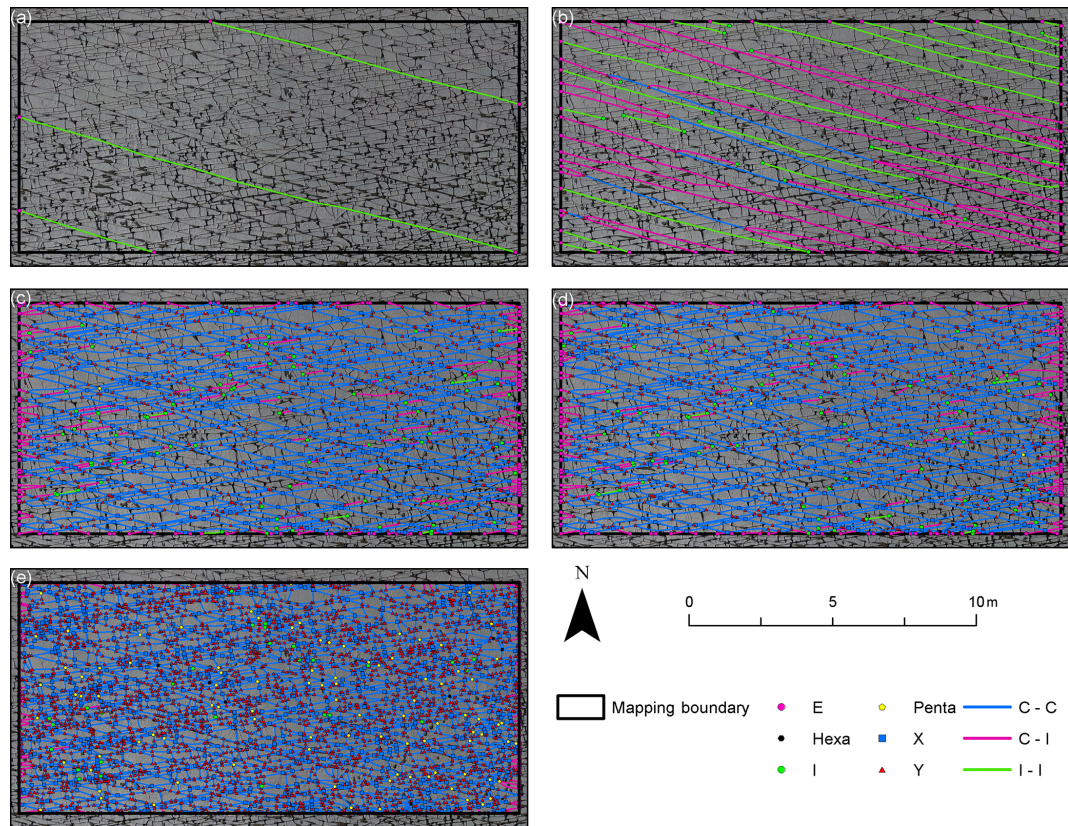 (a)
(b)
(c)
(d)
(e)
N
0 5 10 m
Mapping boundary
E
Penta
C - C
Hexa
X
C - I
I
Y
I - I